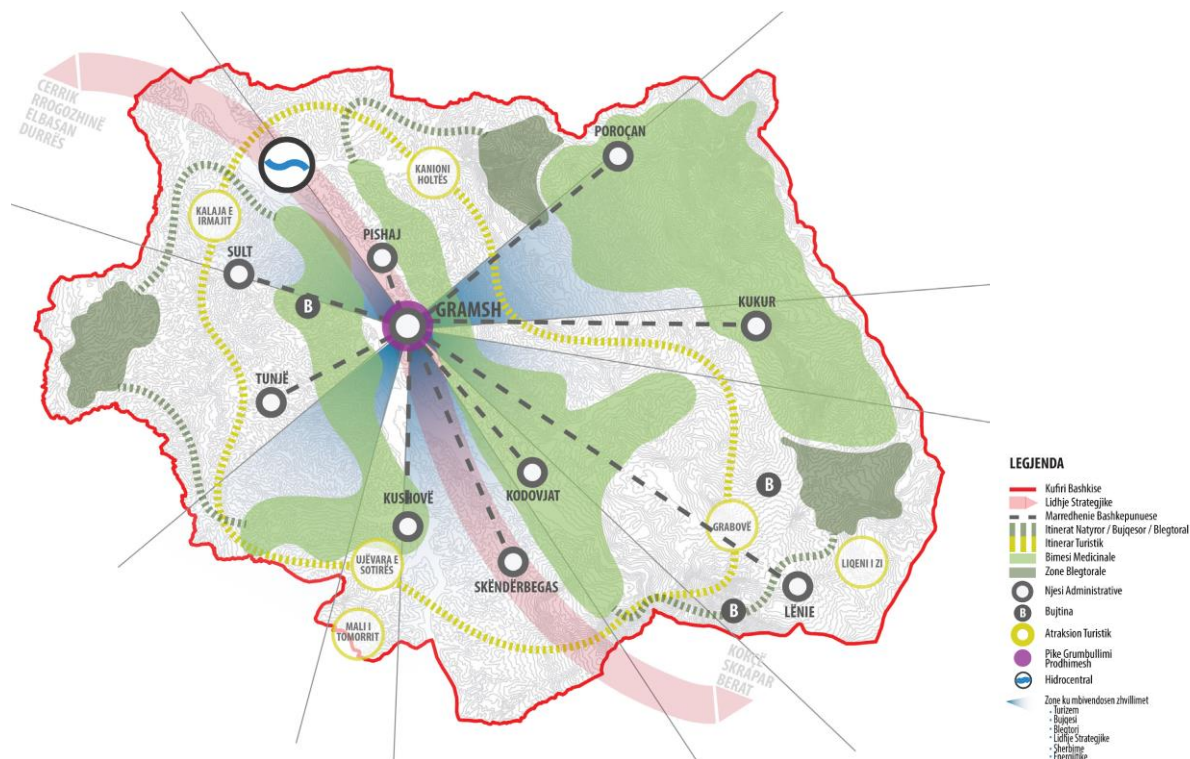 CERRIK
RROGOZHINË
ELBASAN
DURRËS
POROÇAN
KANIONI
HOLTËS
KALAJA E
IRMAJIT
PISHAJ
SULT
B
GRAMSH
KUKUR
TUNJË
KODOVJAT
KUSHOVË
B
GRABOVË
UJËVARA E
SOTIRËS
SKËNDËRBEGAS
LIQENI I ZI
LËNIE
B
MALI I
TOMORRIT
KORÇË
SKRAPAR
BERAT
LEGJENDA
Kufiri Bashkise
Lidhje Strategjike
Marredhenie Bashkepunuese
Itinerat Natyror / Bujqesor / Blegtoral
Itinerar Turistik
Bimesi Medicinale
Zone Blegtorale
Njesi Administrative
B Bujtina
Atraksion Turistik
Pike Grumbullimi
Prodhimesh
Hidrocentral
Zone ku mbivendosen zhvillimet
• Turizem
• Bujqesi
• Blegtori
• Lidhje Strategjike
• Sherbime
• Energjitike